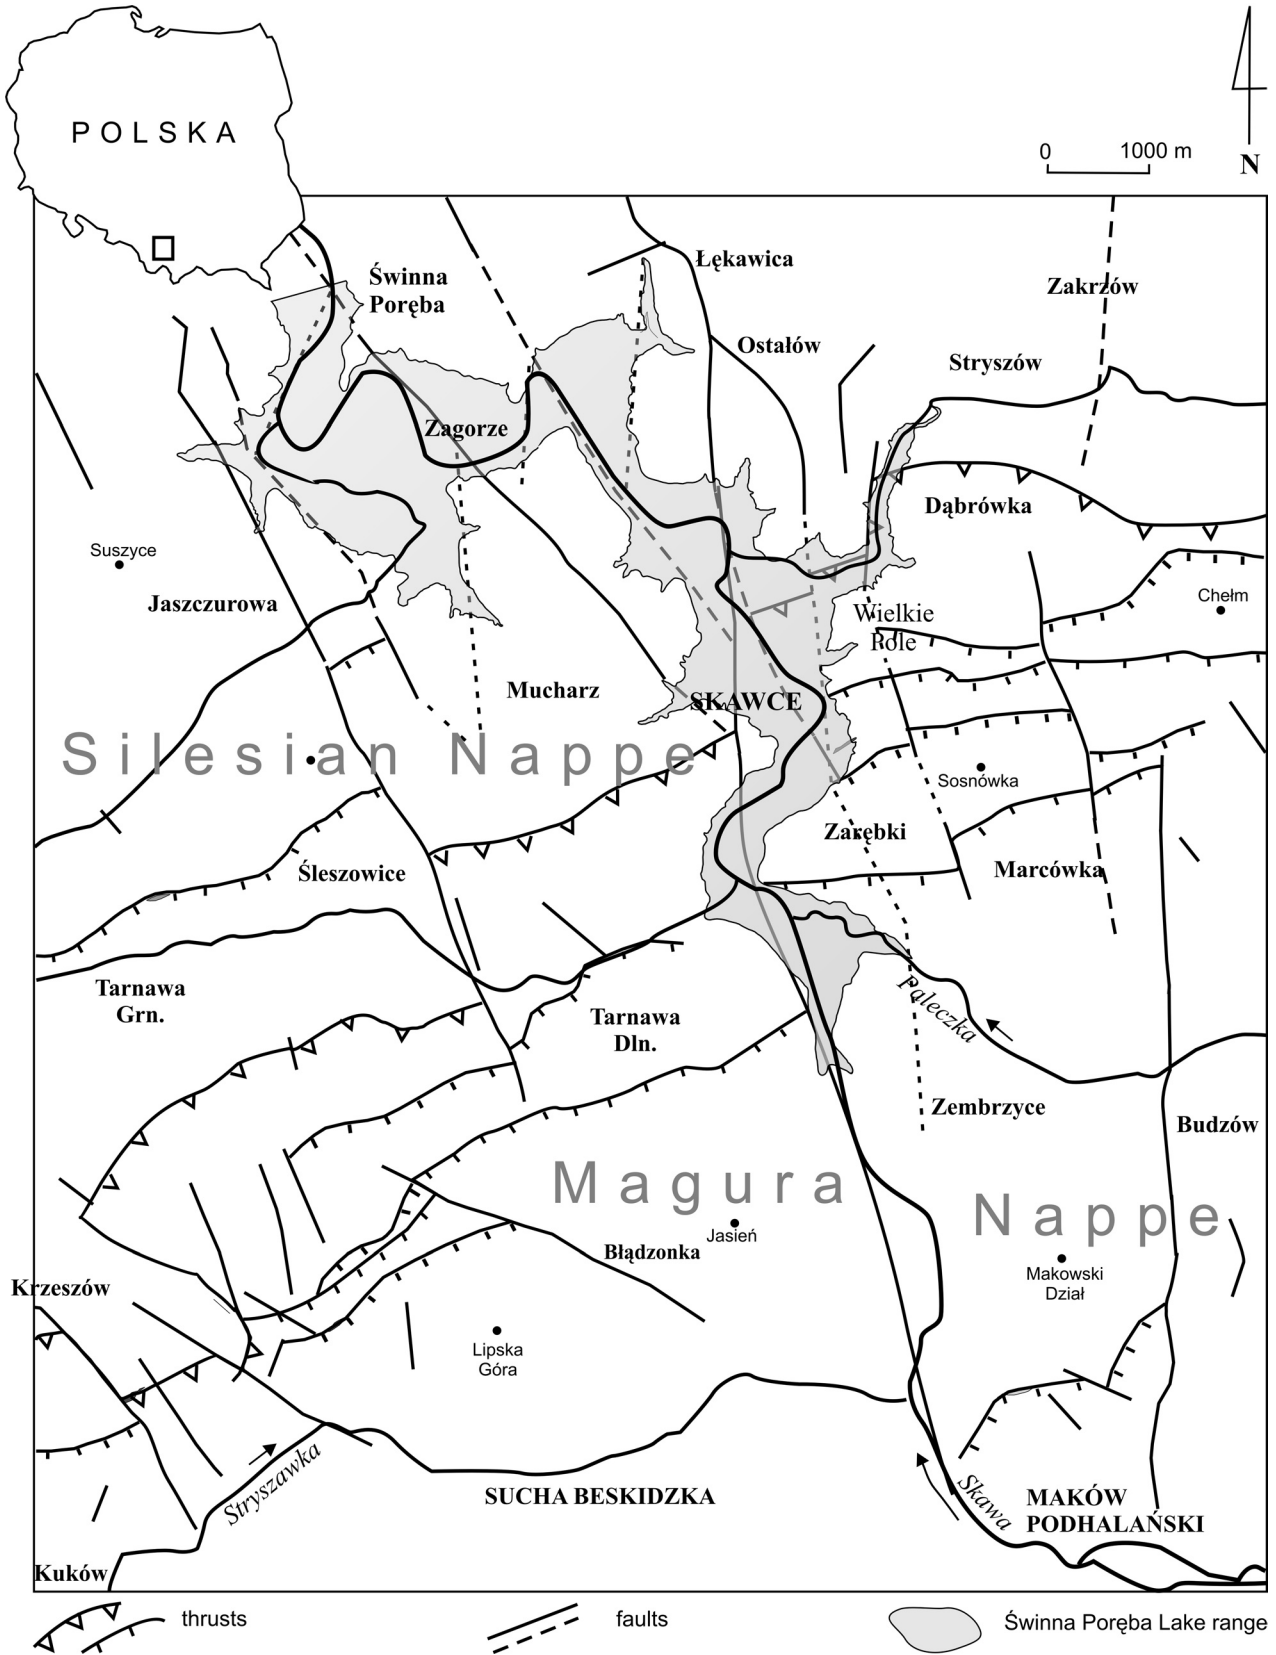 POLSKA
0 1000 m
N
Świnna
Poręba
Łękawica
Zakrzów
Ostałów
Stryszów
Zagorze
Dąbrówka
Suszyce
Jaszczurowa
Chełm
Wielkie
Pole
Mucharz
SKAWCE
Silesian Nappe
Sosnówka
Zarębki
Marcówka
Śleszowice
Tarnawa
Grn.
Tarnawa
Dln.
Paleczka
Zembrzyce
Budzów
Magura
Nappe
Jasień
Błądzonka
Makowski
Dział
Krzeszów
Lipska
Góra
Stryszawka
Skawa
SUCHA BESKIDZKA
MAKÓW
PODHALAŃSKI
Kuków
thrusts
faults
Świnna Poręba Lake range